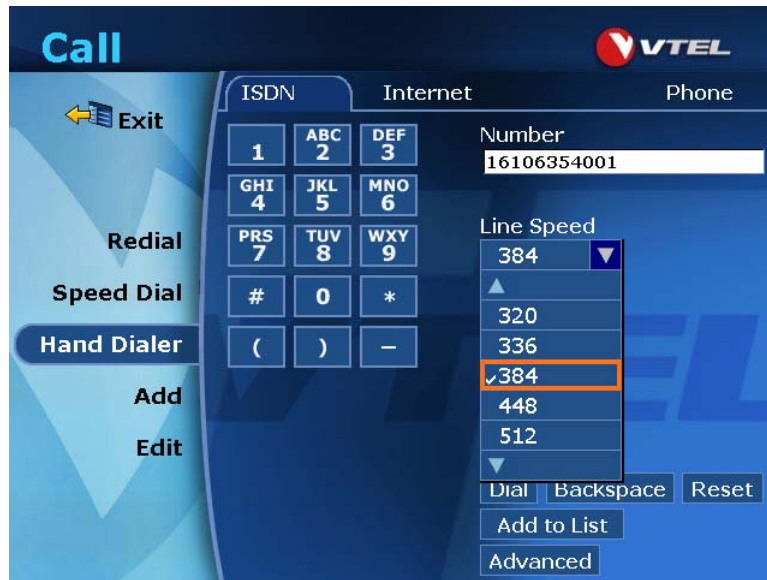 Call
VTEL
Exit
Redial
Speed Dial
Hand Dialer
Add
Edit
ISDN Internet Phone
1 ABC 2 DEF 3
GHI 4 JKL 5 MNO 6
PRS 7 TUV 8 WXY 9
# 0 *
( ) –
Number
16106354001
Line Speed
384
320
336
384
448
512
Dial Backspace Reset
Add to List
Advanced